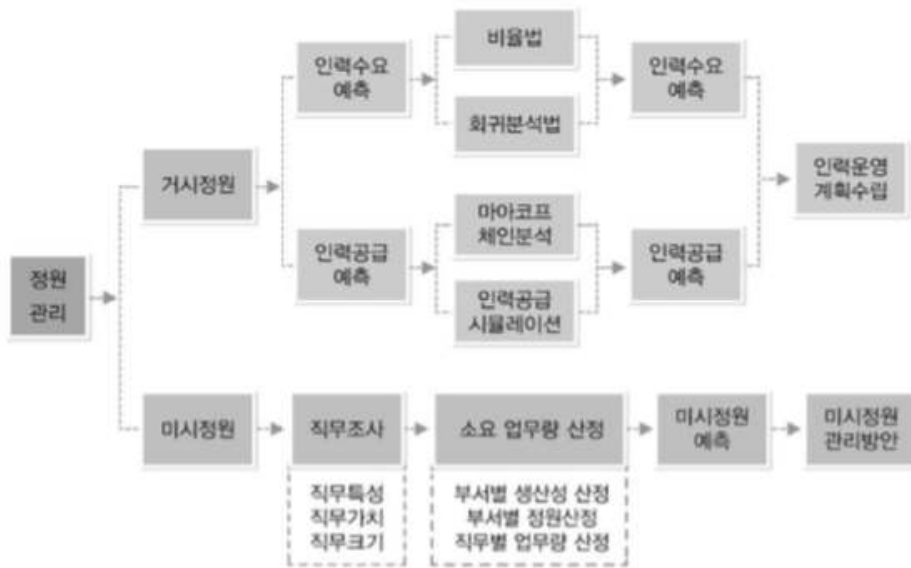 정원
관리
거시정원
인력수요
예측
비율법
회귀분석법
인력수요
예측
인력공급
예측
마아코프
체인분석
인력공급
시뮬레이션
인력공급
예측
인력운영
계획수립
미시정원
직무조사
직무특성
직무가치
직무크기
소요 업무량 산정
부서별 생산성 산정
부서별 정원산정
직무별 업무량 산정
미시정원
예측
미시정원
관리방안